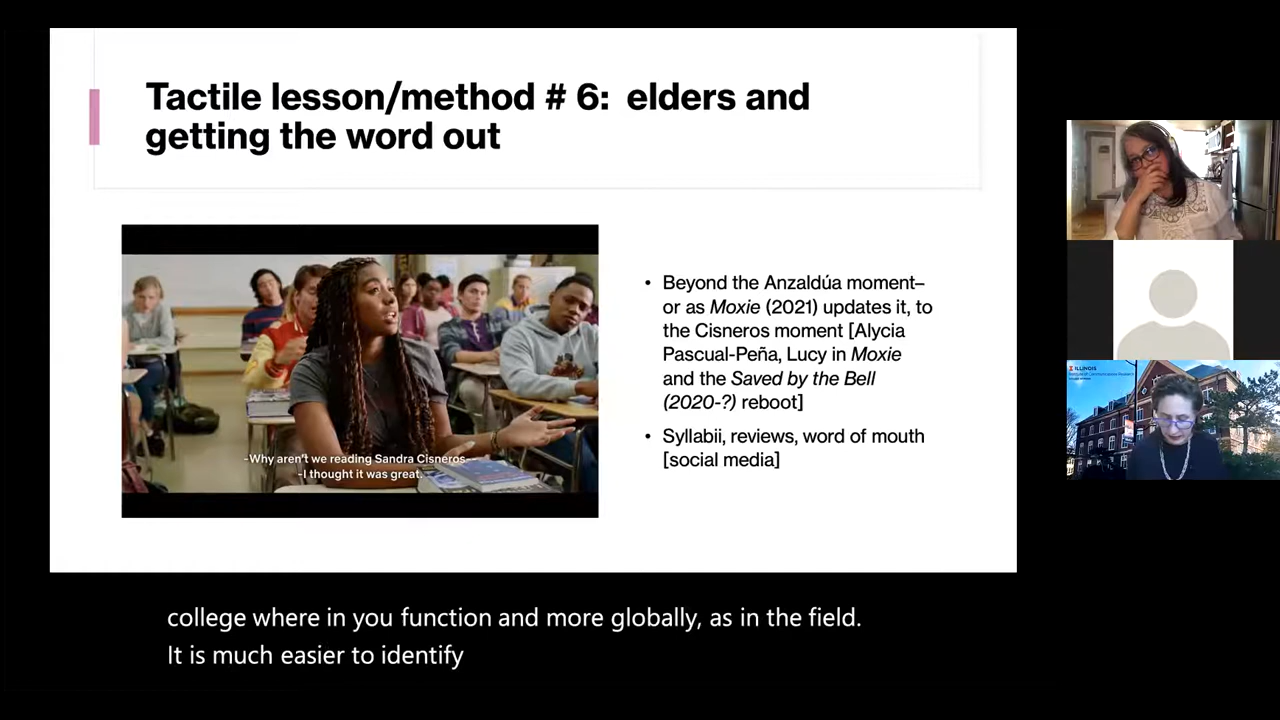 Tactile lesson/method # 6:  elders and
getting the word out
-Why aren't we reading Sandra Cisneros--
-I thought it was great.
• Beyond the Anzaldúa moment–
or as Moxie (2021) updates it, to
the Cisneros moment [Alycia
Pascual-Peña, Lucy in Moxie
and the Saved by the Bell
(2020-?) reboot]
• Syllabii, reviews, word of mouth
[social media]
ILLINOIS
college where in you function and more globally, as in the field.
It is much easier to identify